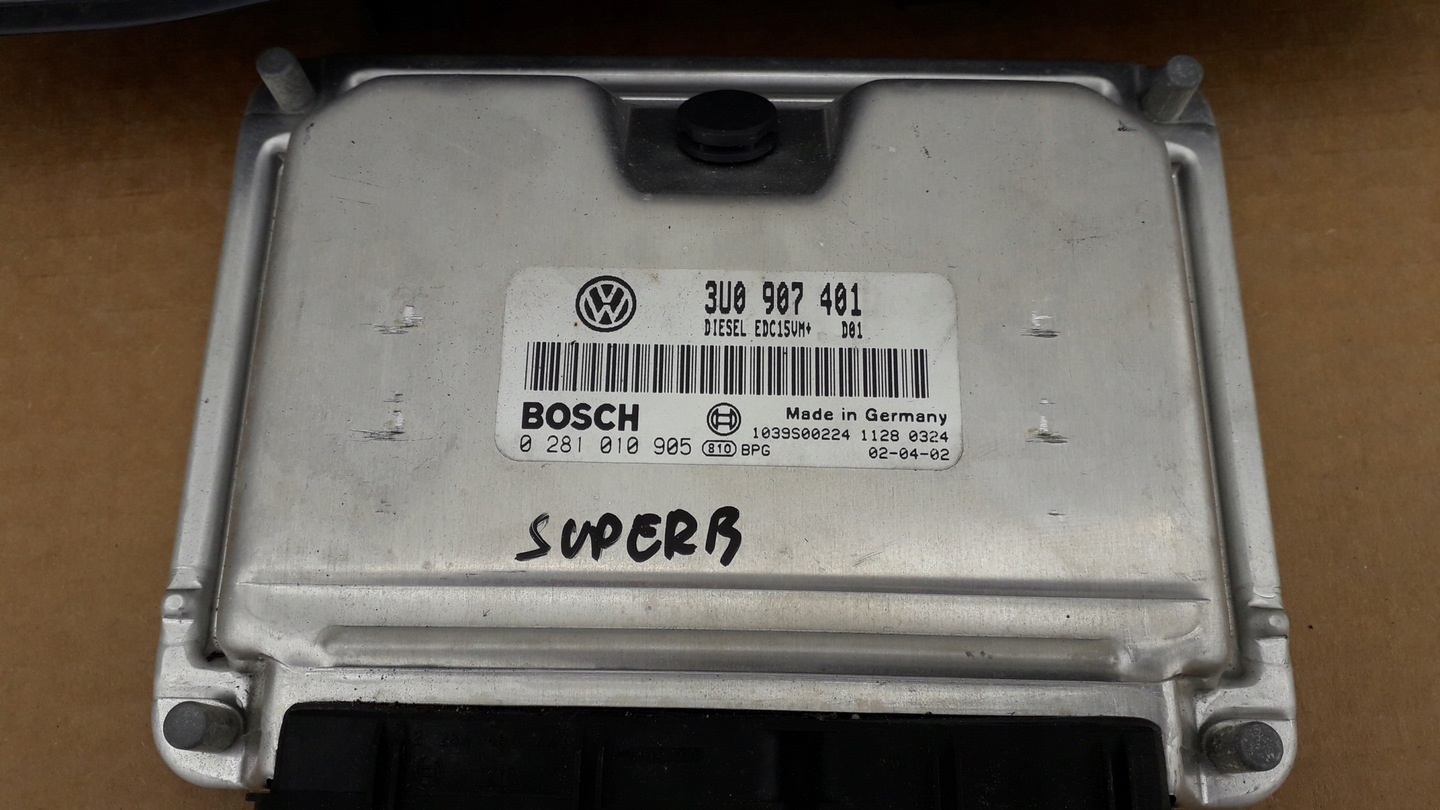 3U0 907 401
DIESEL EDC15VM+ D01
BOSCH
Made in Germany
0 281 010 905 810 BPG
1039S00224 1128 0324
02-04-02
SUPERB